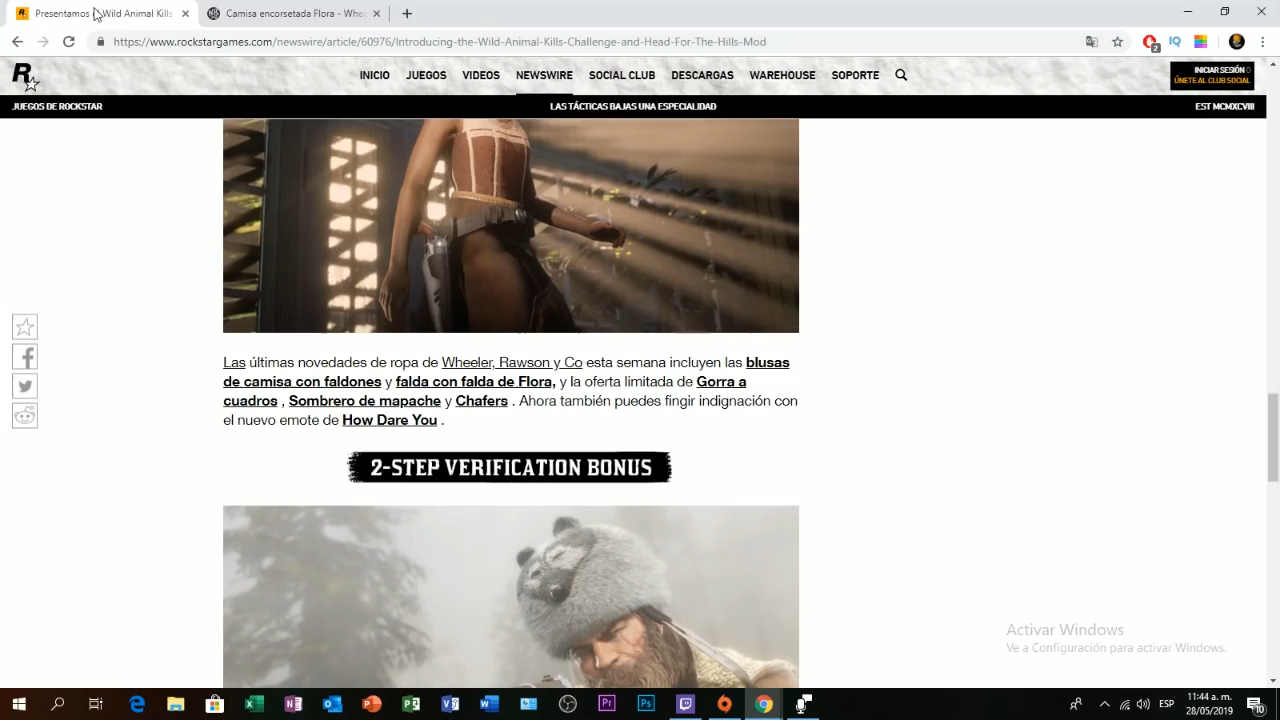 Presentamos Wild Animal Kills
Camisa encorsetada Flora - Whe
https://www.rockstargames.com/newswire/article/60976/Introducing-the-Wild-Animal-Kills-Challenge-and-Head-For-The-Hills-Mod
2
IQ
R
INICIO JUEGOS VIDEOS NEWSWIRE SOCIAL CLUB DESCARGAS WAREHOUSE SOPORTE
INICIAR SESIÓN 0
ÚNETE AL CLUB SOCIAL
JUEGOS DE ROCKSTAR
LAS TÁCTICAS BAJAS UNA ESPECIALIDAD
EST MCMXCVIII
Las últimas novedades de ropa de Wheeler, Rawson y Co esta semana incluyen las blusas
de camisa con faldones y falda con falda de Flora, y la oferta limitada de Gorra a
cuadros , Sombrero de mapache y Chafers . Ahora también puedes fingir indignación con
el nuevo emote de How Dare You .
2-STEP VERIFICATION BONUS
Activar Windows
Ve a Configuración para activar Windows.
Pr
Ps
ESP
11:44 a. m.
28/05/2019
10